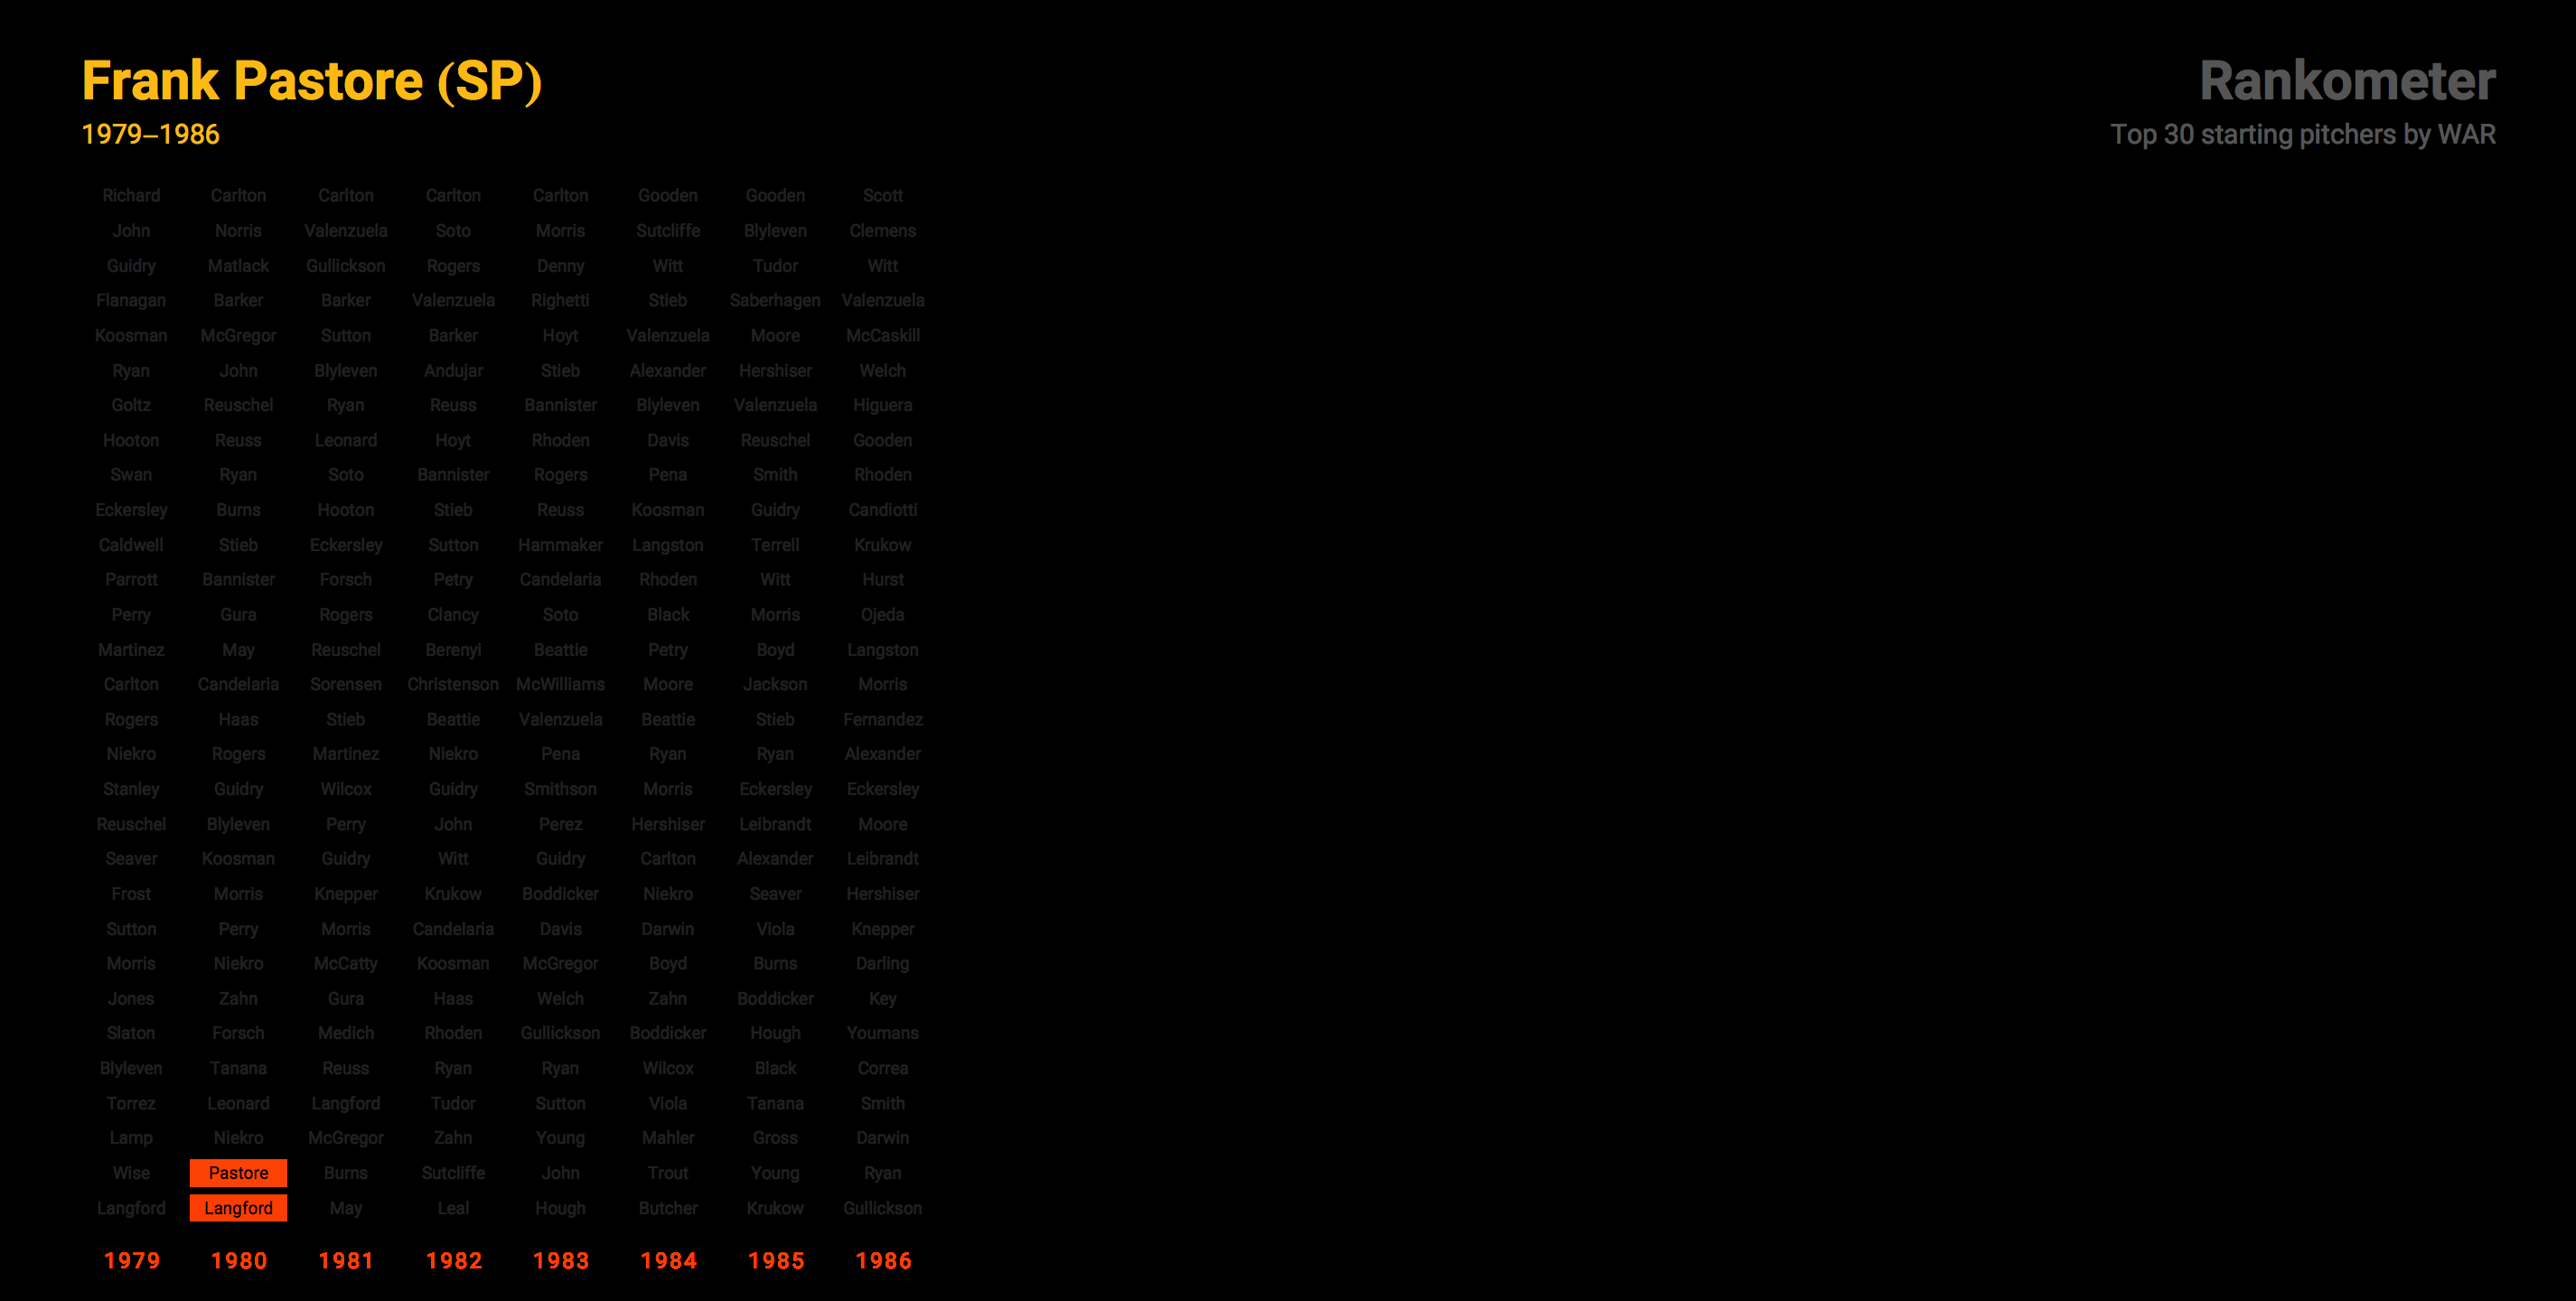 Frank Pastore (SP)
1979–1986
Rankometer
Top 30 starting pitchers by WAR
Richard Carlton Carlton Carlton Carlton Gooden Gooden Scott
John Norris Valenzuela Soto Morris Sutcliffe Blyleven Clemens
Guidry Matlack Gullickson Rogers Denny Witt Tudor Witt
Flanagan Barker Barker Valenzuela Righetti Stieb Saberhagen Valenzuela
Koosman McGregor Sutton Barker Hoyt Valenzuela Moore McCaskill
Ryan John Blyleven Andujar Stieb Alexander Hershiser Welch
Goltz Reuschel Ryan Reuss Bannister Blyleven Valenzuela Higuera
Hooton Reuss Leonard Hoyt Rhoden Davis Reuschel Gooden
Swan Ryan Soto Bannister Rogers Pena Smith Rhoden
Eckersley Burns Hooton Stieb Reuss Koosman Guidry Candiotti
Caldwell Stieb Eckersley Sutton Hammaker Langston Terrell Krukow
Parrott Bannister Forsch Petry Candelaria Rhoden Witt Hurst
Perry Gura Rogers Clancy Soto Black Morris Ojeda
Martinez May Reuschel Berenyi Beattie Petry Boyd Langston
Carlton Candelaria Sorensen Christenson McWilliams Moore Jackson Morris
Rogers Haas Stieb Beattie Valenzuela Beattie Stieb Fernandez
Niekro Rogers Martinez Niekro Pena Ryan Ryan Alexander
Stanley Guidry Wilcox Guidry Smithson Morris Eckersley Eckersley
Reuschel Blyleven Perry John Perez Hershiser Leibrandt Moore
Seaver Koosman Guidry Witt Guidry Carlton Alexander Leibrandt
Frost Morris Knepper Krukow Boddicker Niekro Seaver Hershiser
Sutton Perry Morris Candelaria Davis Darwin Viola Knepper
Morris Niekro McCatty Koosman McGregor Boyd Burns Darling
Jones Zahn Gura Haas Welch Zahn Boddicker Key
Slaton Forsch Medich Rhoden Gullickson Boddicker Hough Youmans
Blyleven Tanana Reuss Ryan Ryan Wilcox Black Correa
Torrez Leonard Langford Tudor Sutton Viola Tanana Smith
Lamp Niekro McGregor Zahn Young Mahler Gross Darwin
Wise Pastore Burns Sutcliffe John Trout Young Ryan
Langford Langford May Leal Hough Butcher Krukow Gullickson
1979 1980 1981 1982 1983 1984 1985 1986